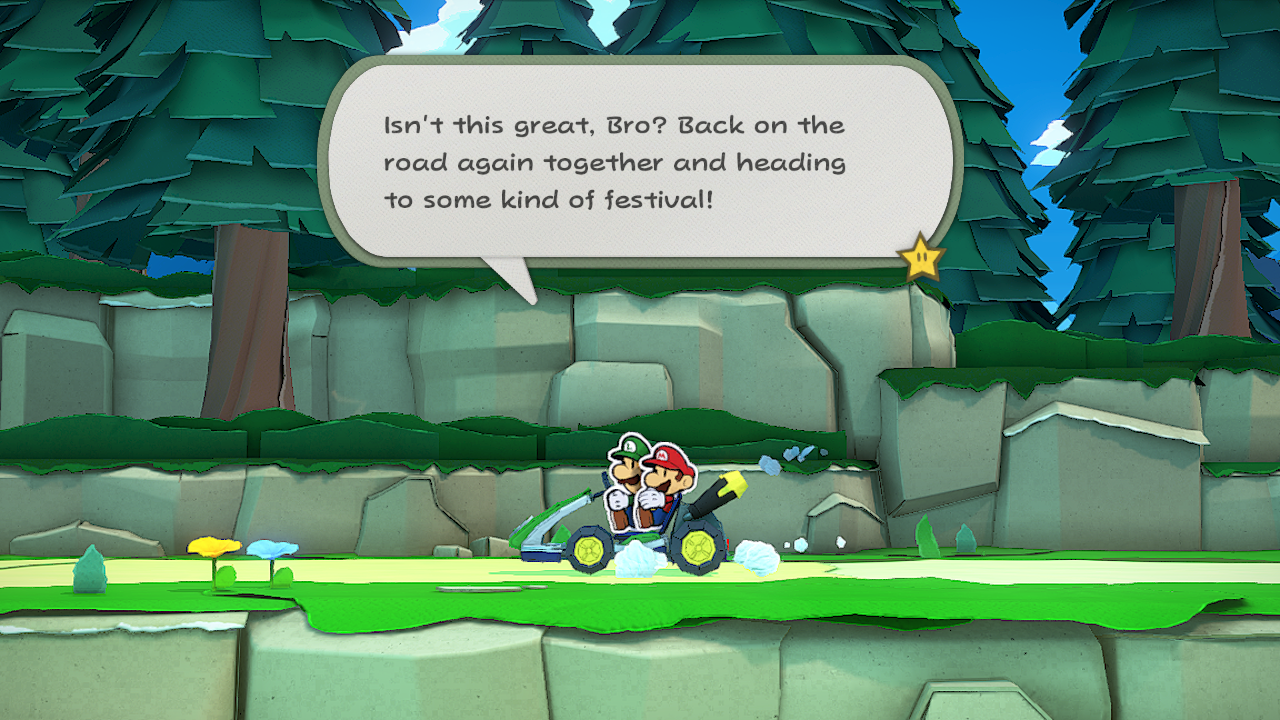 Isn't this great, Bro? Back on the
road again together and heading
to some kind of festival!